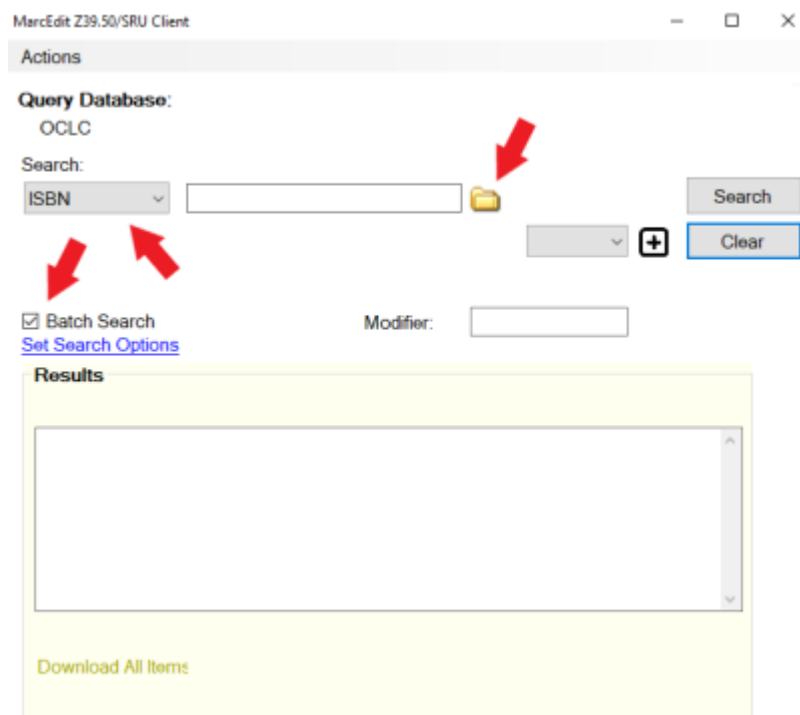 MarcEdit Z39.50/SRU Client
Actions
Query Database:
OCLC
Search:
ISBN
Search
Clear
Batch Search
Modifier:
Set Search Options
Results
Download All Items